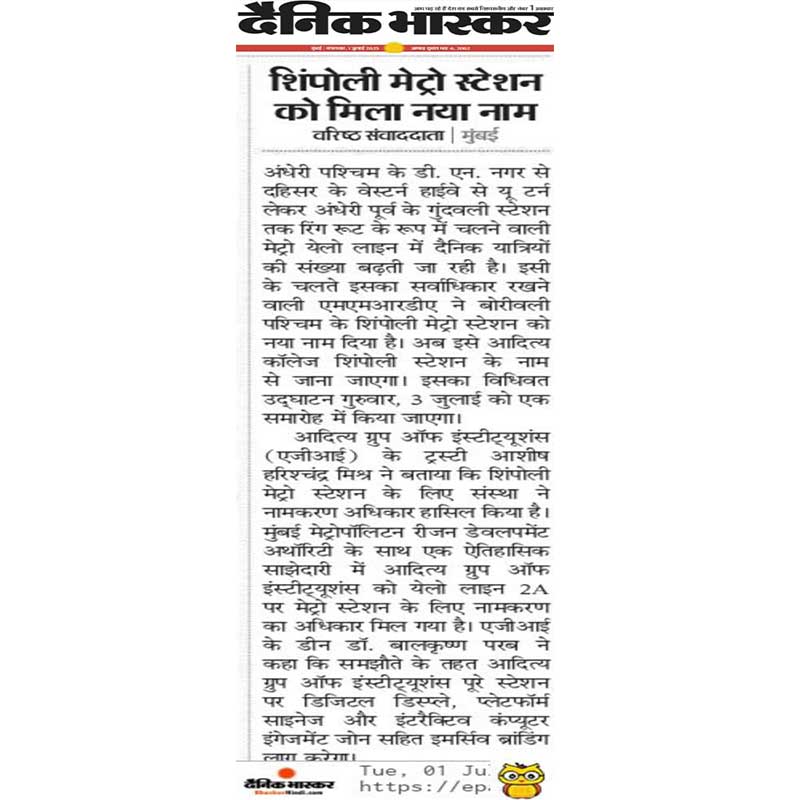 आप पढ़ रहे हैं देश का सबसे विश्वसनीय और नंबर 1 अखबार
दैनिक भास्कर
मुंबई, मंगलवार, 1 जुलाई 2025
शिंपोली मेट्रो स्टेशन
को मिला नया नाम
वरिष्ठ संवाददाता | मुंबई
अंधेरी पश्चिम के डी. एन. नगर से
दहिसर के वेस्टर्न हाईवे से यू टर्न
लेकर अंधेरी पूर्व के गुंदवली स्टेशन
तक रिंग रूट के रूप में चलने वाली
मेट्रो येलो लाइन में दैनिक यात्रियों
की संख्या बढ़ती जा रही है। इसी
के चलते इसका सर्वाधिकार रखने
वाली एमएमआरडीए ने बोरीवली
पश्चिम के शिंपोली मेट्रो स्टेशन को
नया नाम दिया है। अब इसे आदित्य
कॉलेज शिंपोली स्टेशन के नाम
से जाना जाएगा। इसका विधिवत
उद्घाटन गुरुवार, 3 जुलाई को एक
समारोह में किया जाएगा।
आदित्य ग्रुप ऑफ इंस्टीट्यूशंस
(एजीआई) के ट्रस्टी आशीष
हरिश्चंद्र मिश्र ने बताया कि शिंपोली
मेट्रो स्टेशन के लिए संस्था ने
नामकरण अधिकार हासिल किया है।
मुंबई मेट्रोपॉलिटन रीजन डेवलपमेंट
अथॉरिटी के साथ एक ऐतिहासिक
साझेदारी में आदित्य ग्रुप ऑफ
इंस्टीट्यूशंस को येलो लाइन 2A
पर मेट्रो स्टेशन के लिए नामकरण
का अधिकार मिल गया है। एजीआई
के डीन डॉ. बालकृष्ण परब ने
कहा कि समझौते के तहत आदित्य
ग्रुप ऑफ इंस्टीट्यूशंस पूरे स्टेशन
पर डिजिटल डिस्प्ले, प्लेटफॉर्म
साइनेज और इंटरैक्टिव कंप्यूटर
इंगेजमेंट जोन सहित इमर्सिव ब्रांडिंग
लागू करेगा।
दैनिक भास्कर
BhaskarHindi.com
Tue, 01 Ju
https://ep